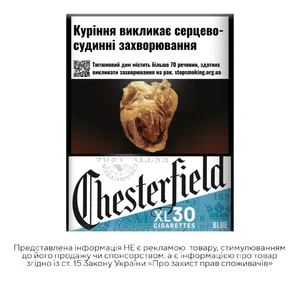 Куріння викликає серцево-
судинні захворювання
Тютюновий дим містить більше 70 речовин, здатних
викликати захворювання на рак. stopsmoking.org.ua
Chesterfield
XL30
CIGARETTES
BLUE
Представлена інформація НЕ є рекламою товару, стимулюванням
до його продажу чи спонсорством, а є інформацією про товар
згідно із ст. 15 Закону України «Про захист прав споживачів»